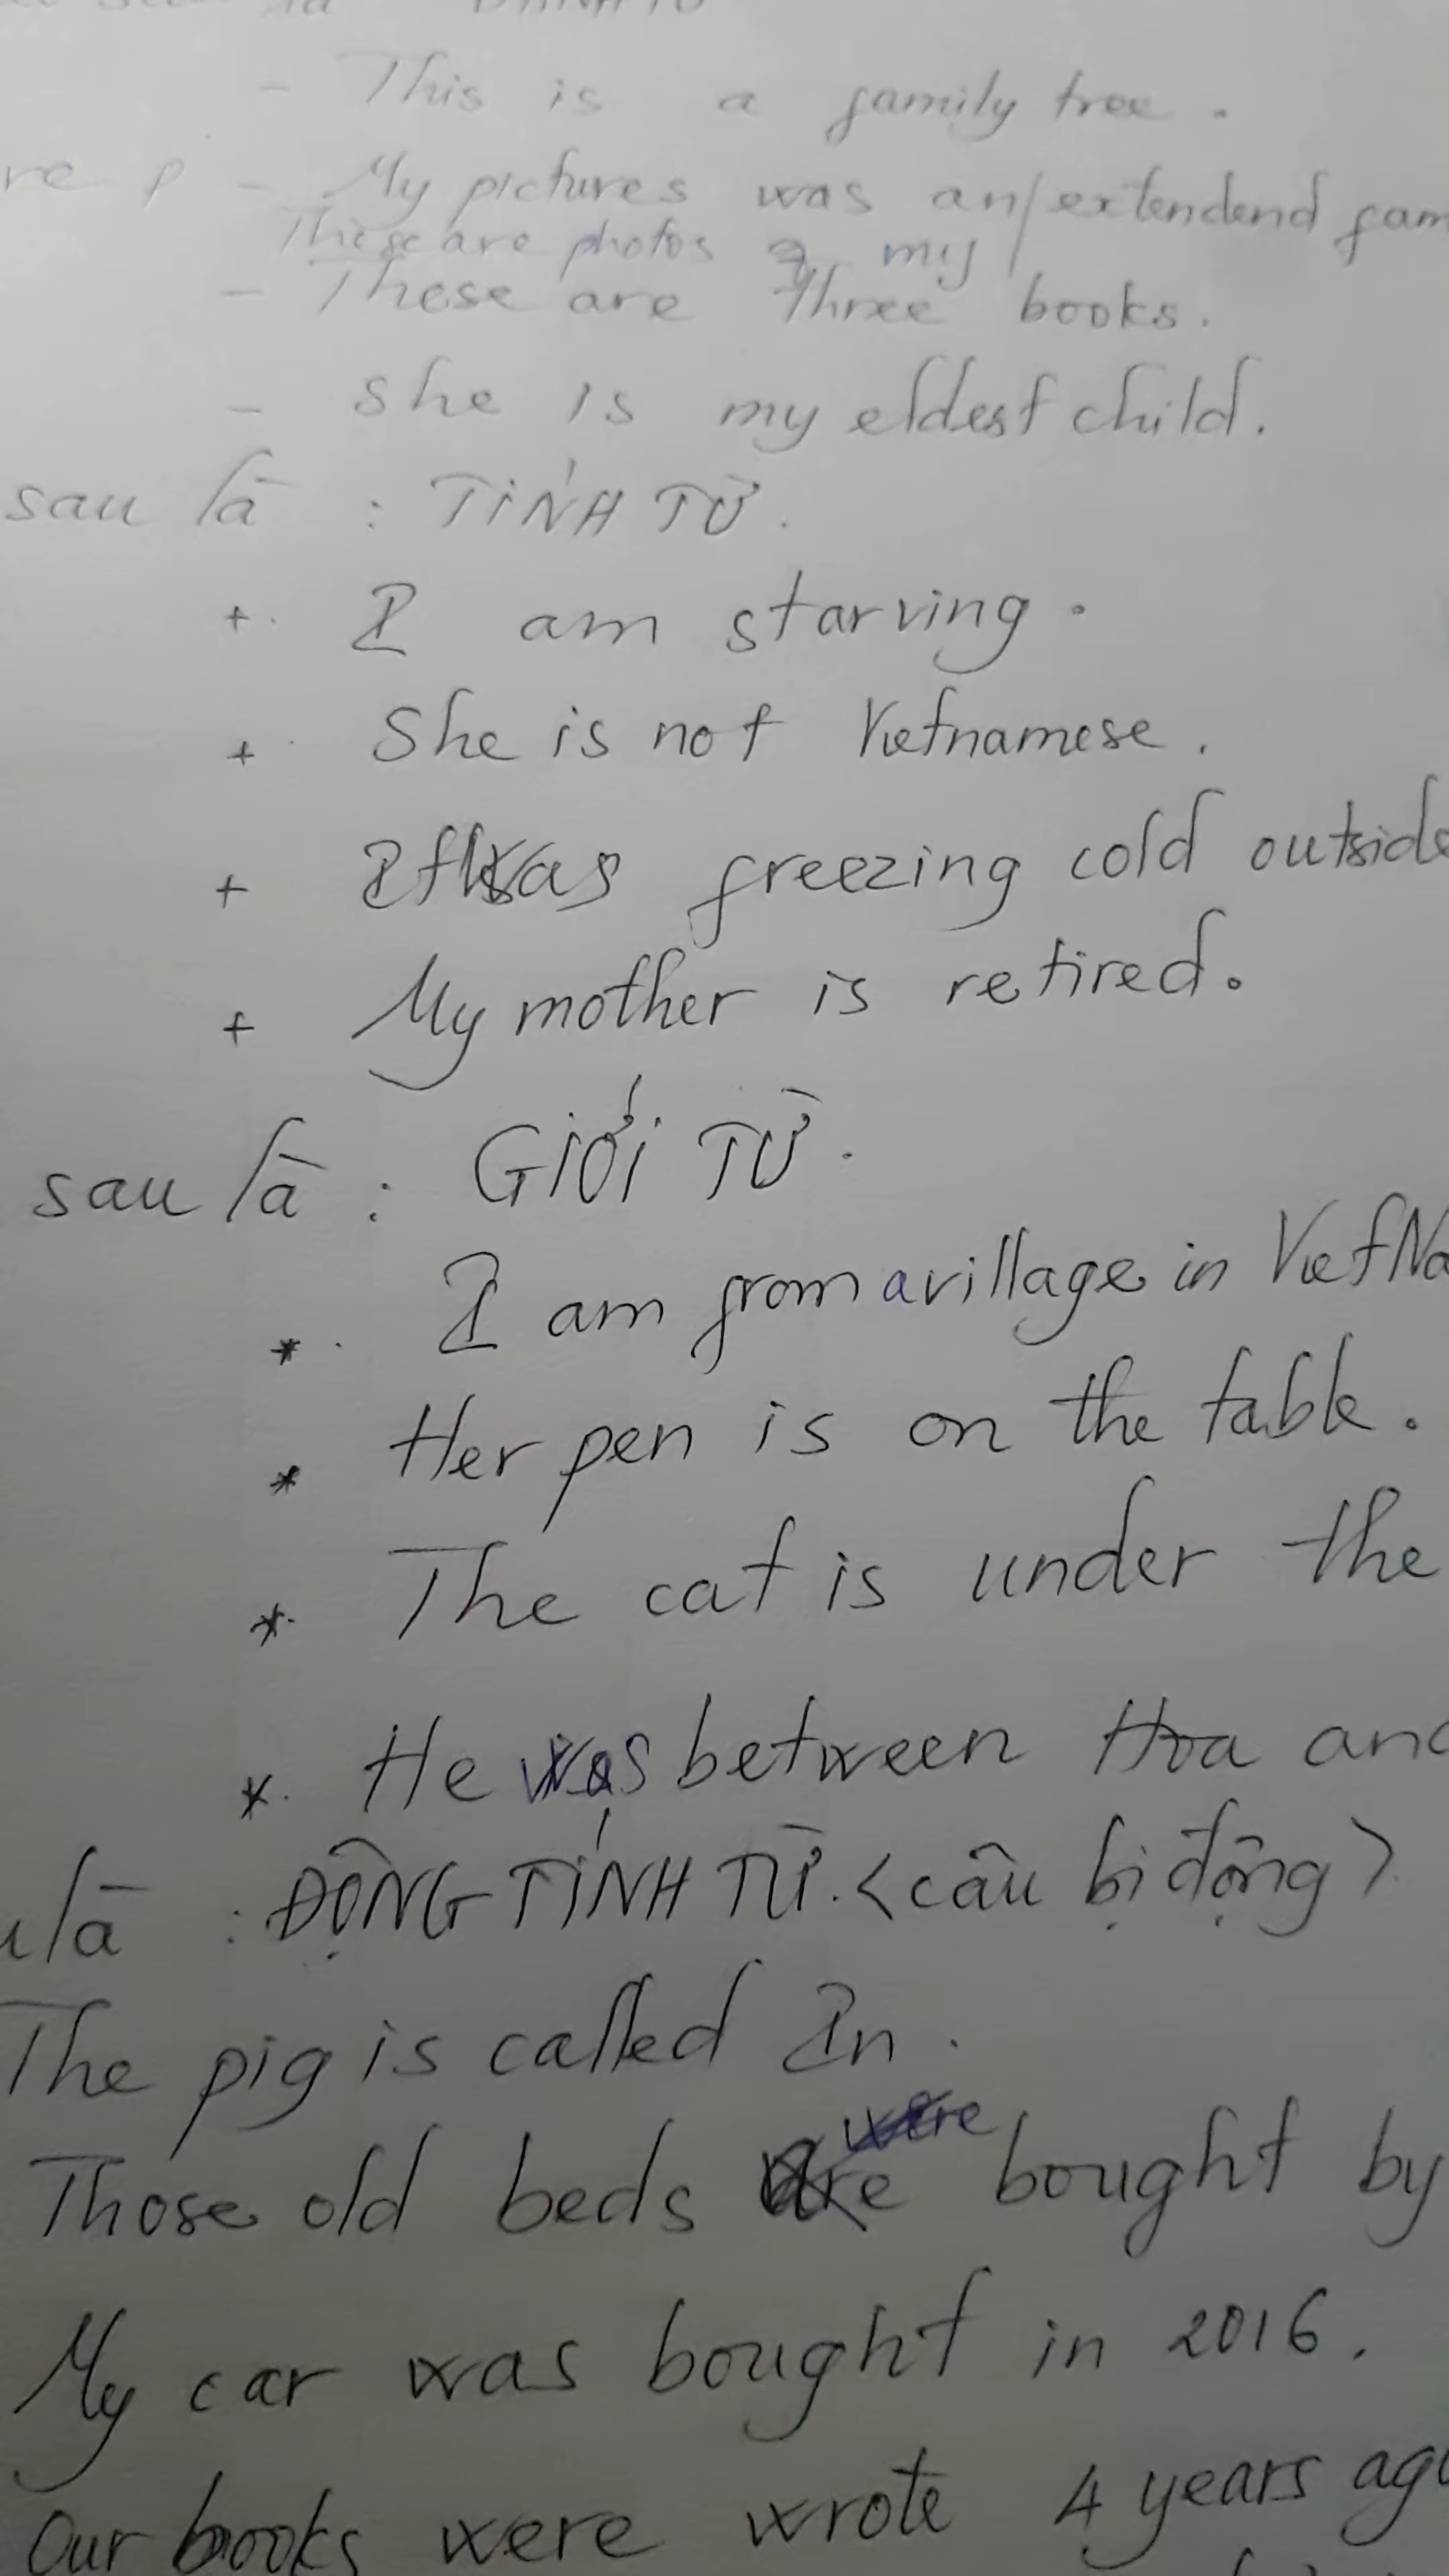 DANH TỪ
- This is a family tree.
re p - My pictures was an/extendend fam
These are photos of my
- These are three books.
- She is my eldest child.
sau là : TÍNH TỪ.
+ I am starving.
+ She is not Vietnamese.
+ It was freezing cold outside
+ My mother is retired.
sau là : GIỚI TỪ.
* I am from a village in VietNa
* Her pen is on the table.
* The cat is under the
* He was between Hoa and
u là : ĐỘNG TÍNH TỪ. <câu bị động>
The pig is called In.
were
Those old beds are bought by
My car was bought in 2016.
Our books were wrote 4 years ago